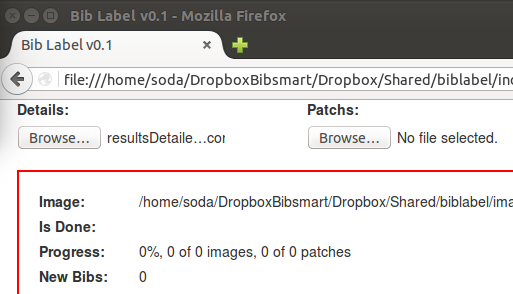 Bib Label v0.1 - Mozilla Firefox
Bib Label v0.1
file:///home/soda/DropboxBibsmart/Dropbox/Shared/biblabel/in
Details: Patchs:
Browse... resultsDetaile...cor Browse... No file selected.
Image: /home/soda/DropboxBibsmart/Dropbox/Shared/biblabel/ima
Is Done:
Progress: 0%, 0 of 0 images, 0 of 0 patches
New Bibs: 0